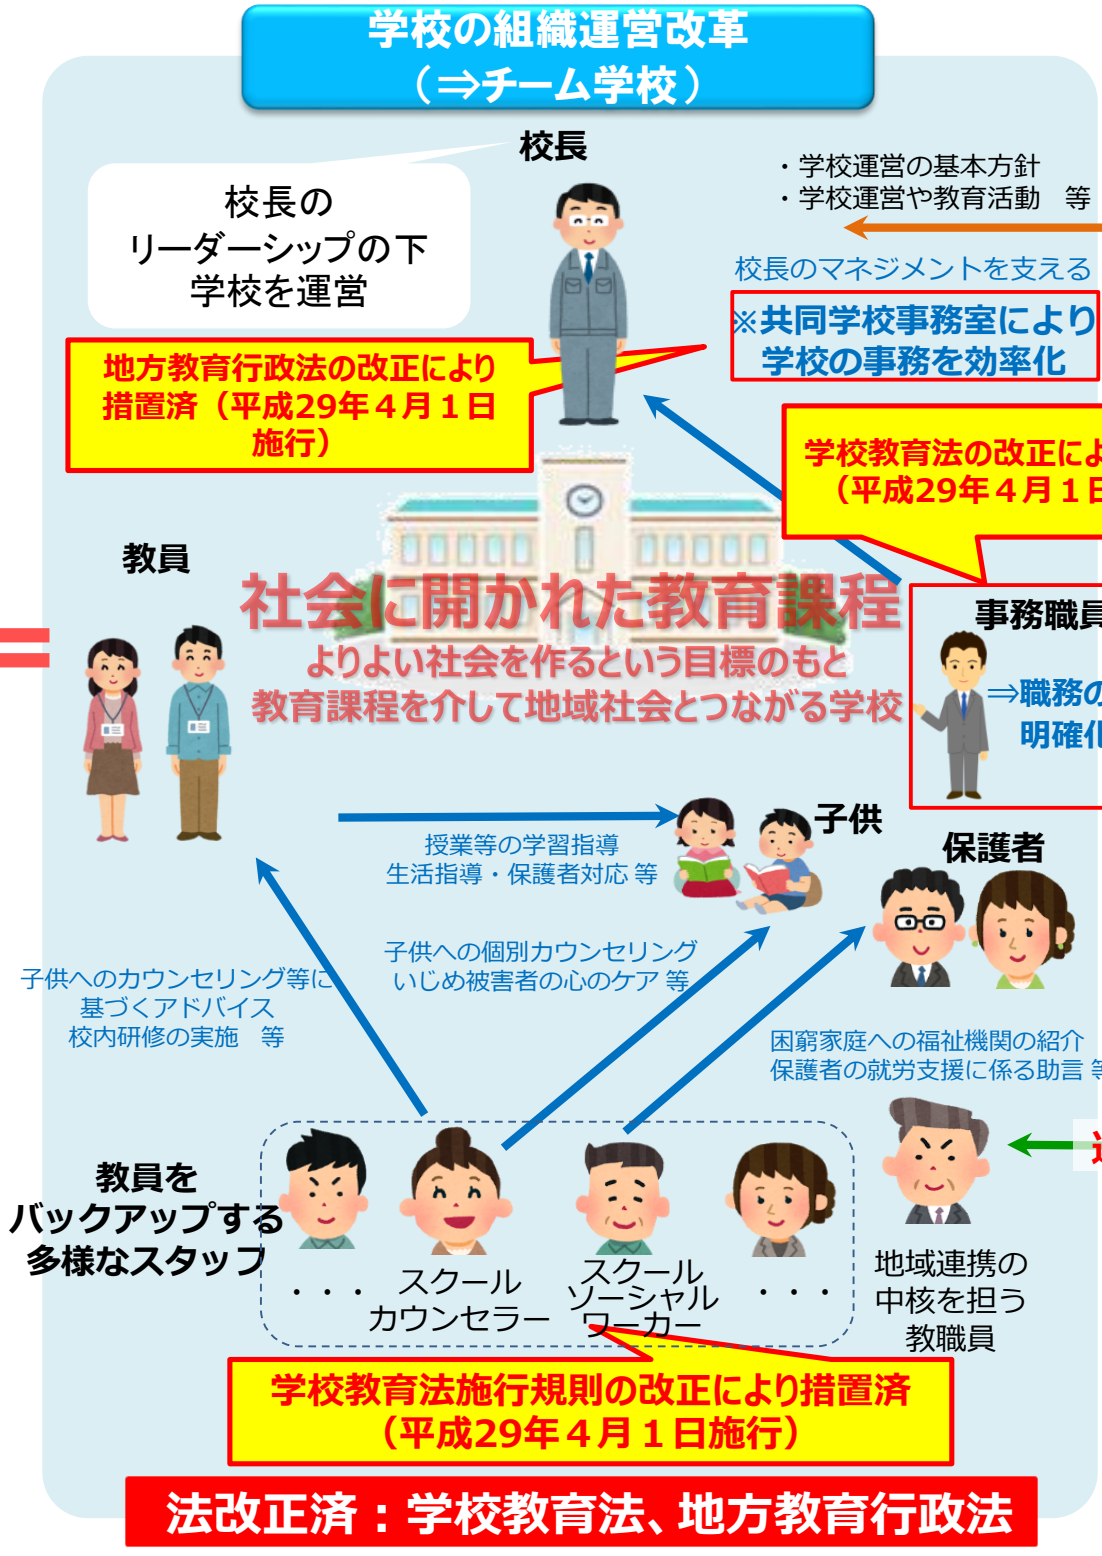 学校の組織運営改革
（⇒チーム学校）
校長
校長の
リーダーシップの下
学校を運営
・学校運営の基本方針
・学校運営や教育活動　等
校長のマネジメントを支える
※共同学校事務室により
学校の事務を効率化
地方教育行政法の改正により
措置済（平成29年４月１日
施行）
学校教育法の改正によ
（平成29年４月１日
教員
社会に開かれた教育課程
よりよい社会を作るという目標のもと
教育課程を介して地域社会とつながる学校
事務職員
⇒職務の
明確化
授業等の学習指導
生活指導・保護者対応 等
子供
保護者
子供へのカウンセリング等に
基づくアドバイス
校内研修の実施　等
子供への個別カウンセリング
いじめ被害者の心のケア 等
困窮家庭への福祉機関の紹介
保護者の就労支援に係る助言 等
教員を
バックアップする
多様なスタッフ
・・・
スクール
カウンセラー
スクール
ソーシャル
ワーカー
・・・
地域連携の
中核を担う
教職員
学校教育法施行規則の改正により措置済
（平成29年４月１日施行）
法改正済：学校教育法、地方教育行政法